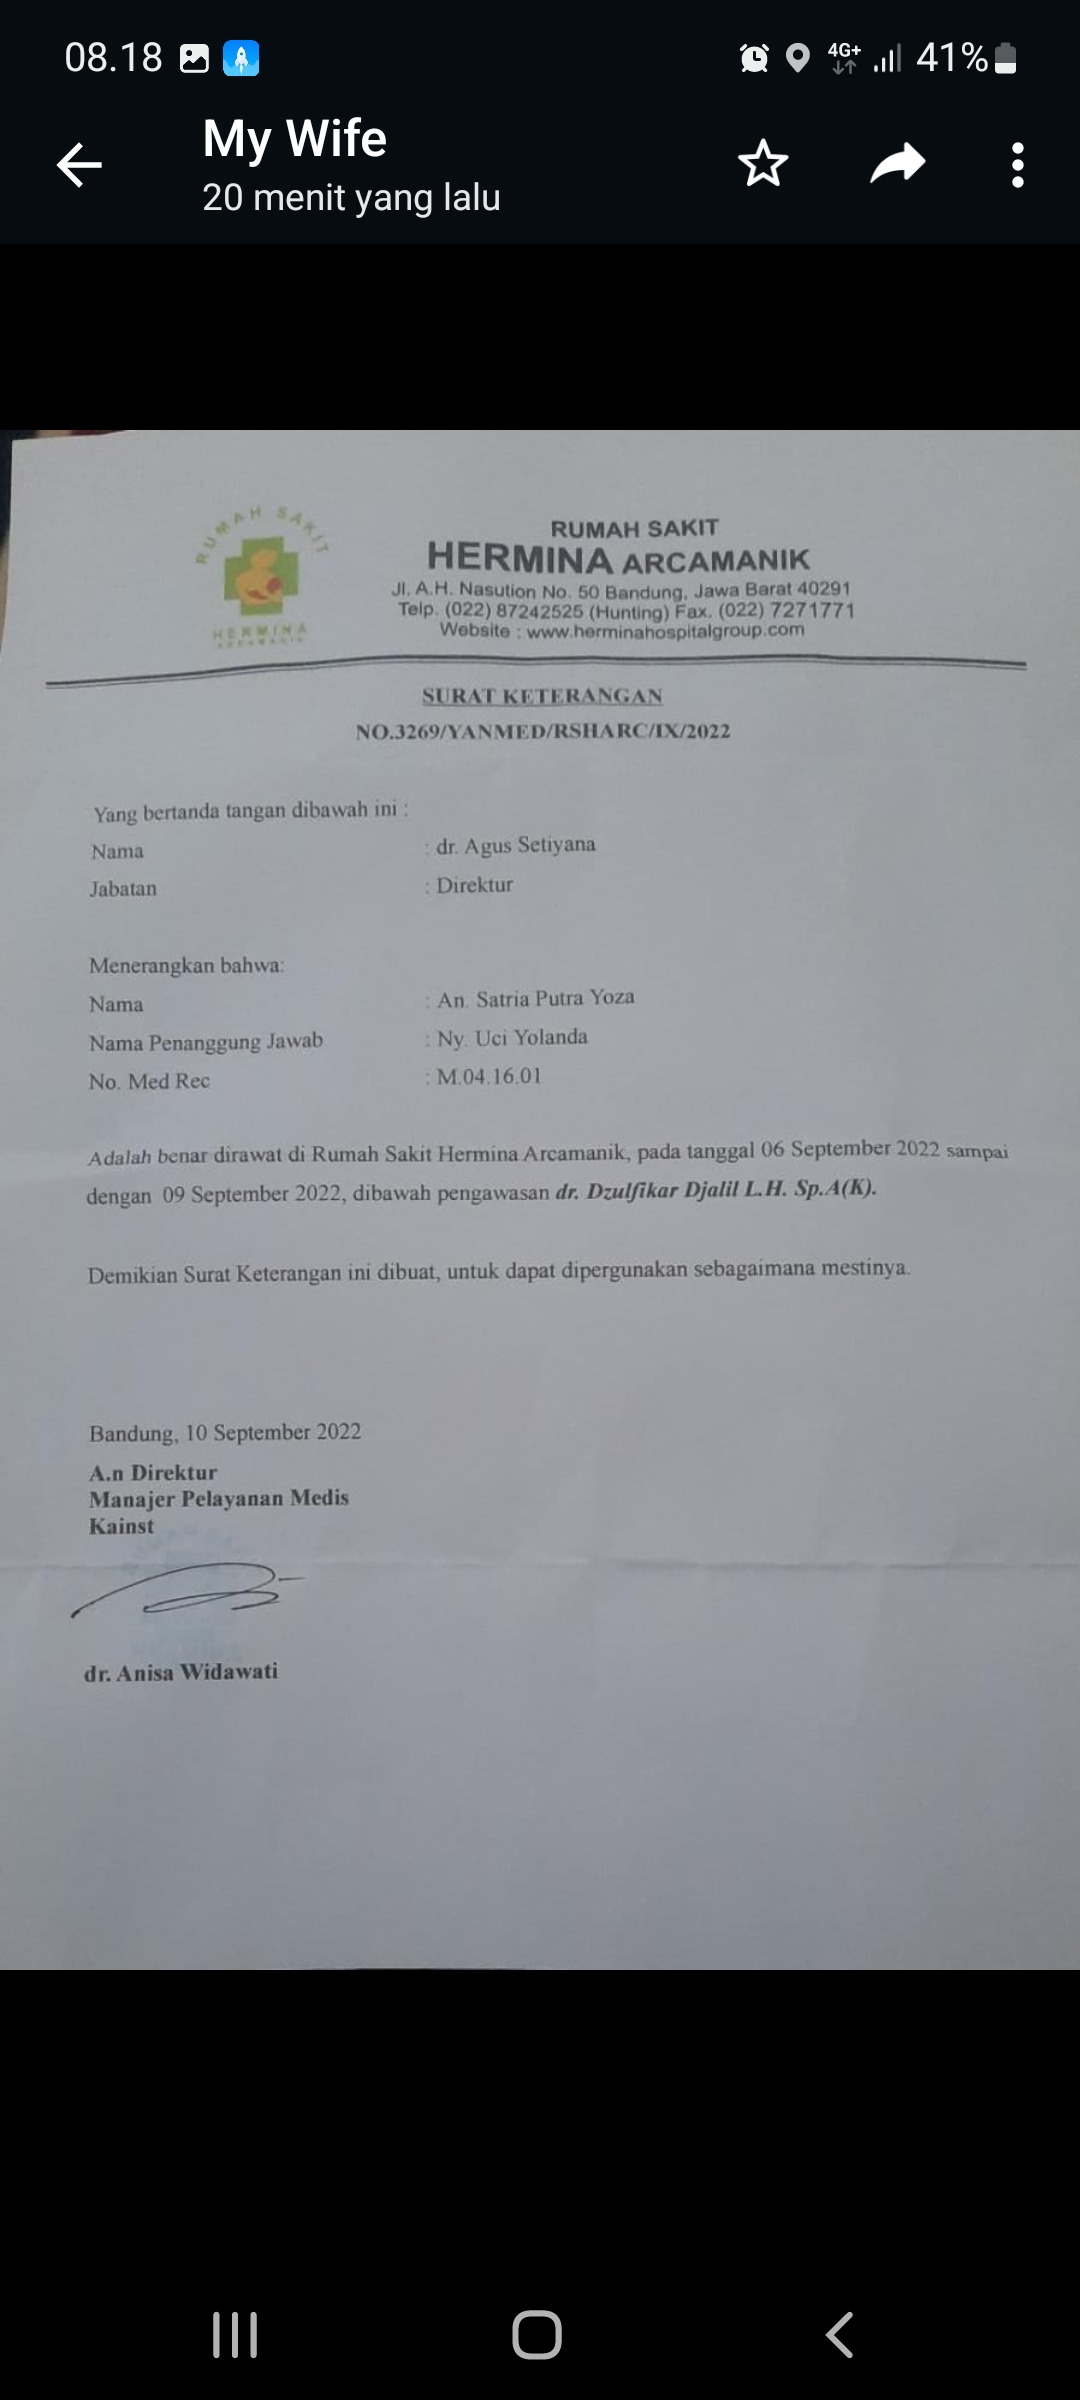 08.18
4G+
41%
My Wife
20 menit yang lalu
RUMAH SAKIT
HERMINA
ARCAMANIK
RUMAH SAKIT
HERMINA ARCAMANIK
Jl. A.H. Nasution No. 50 Bandung, Jawa Barat 40291
Telp. (022) 87242525 (Hunting) Fax. (022) 7271771
Website : www.herminahospitalgroup.com
SURAT KETERANGAN
NO.3269/YANMED/RSHARC/IX/2022
Yang bertanda tangan dibawah ini :
Nama : dr. Agus Setiyana
Jabatan : Direktur
Menerangkan bahwa:
Nama : An. Satria Putra Yoza
Nama Penanggung Jawab : Ny. Uci Yolanda
No. Med Rec : M.04.16.01
Adalah benar dirawat di Rumah Sakit Hermina Arcamanik, pada tanggal 06 September 2022 sampai
dengan 09 September 2022, dibawah pengawasan dr. Dzulfikar Djalil L.H. Sp.A(K).
Demikian Surat Keterangan ini dibuat, untuk dapat dipergunakan sebagaimana mestinya.
Bandung, 10 September 2022
A.n Direktur
Manajer Pelayanan Medis
Kainst
dr. Anisa Widawati